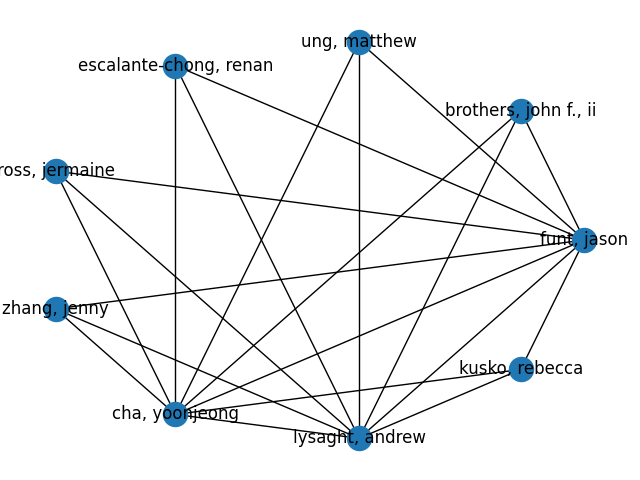 ung, matthew
escalante-chong, renan
brothers, john f., ii
ross, jermaine
funt, jason
zhang, jenny
kusko, rebecca
cha, yoonjeong
lysaght, andrew